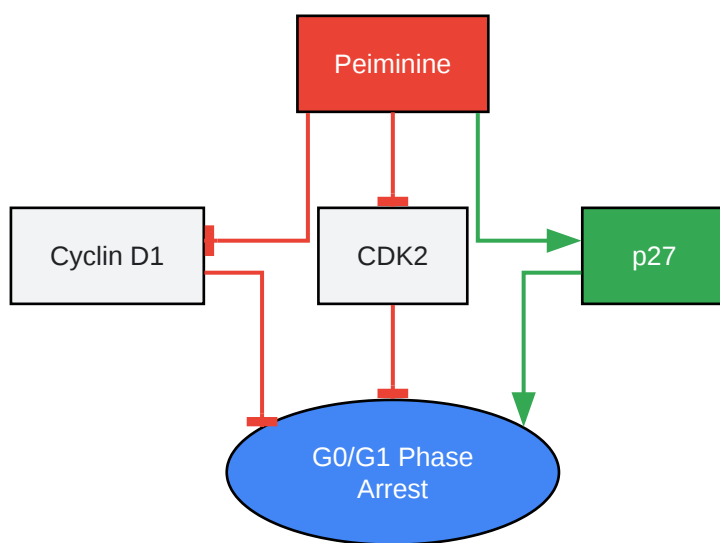 Peiminine
Cyclin D1
CDK2
p27
G0/G1 Phase
Arrest